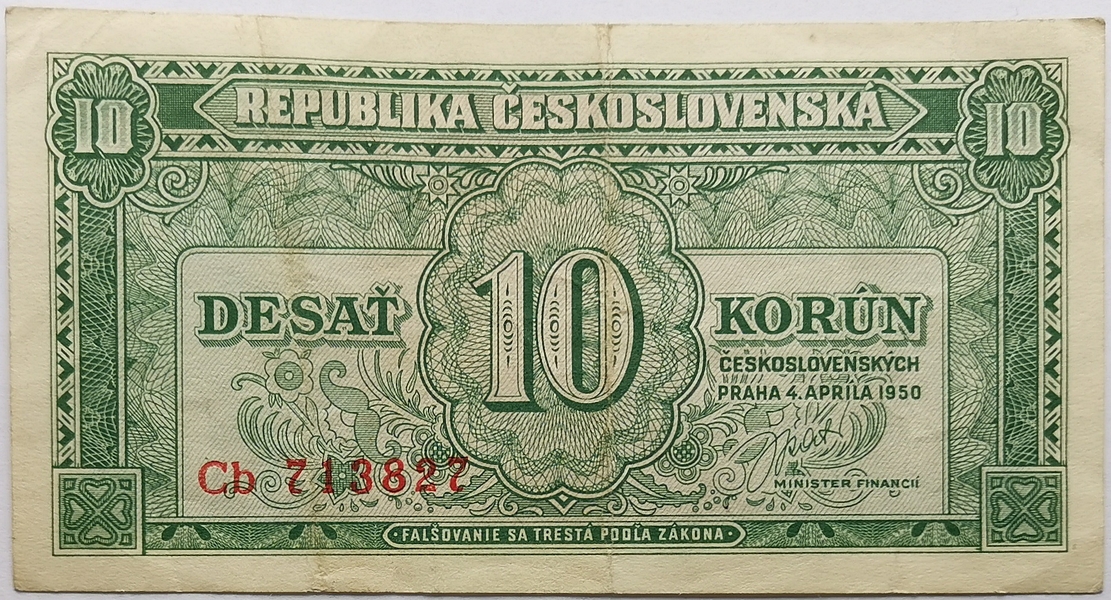 10 REPUBLIKA ČESKOSLOVENSKÁ 10
DESAŤ 10 KORÚN
ČESKOSLOVENSKÝCH
PRAHA 4. APRÍLA 1950
Cb 713827
MINISTER FINANCIÍ
FALŠOVANIE SA TRESTÁ PODĽA ZÁKONA